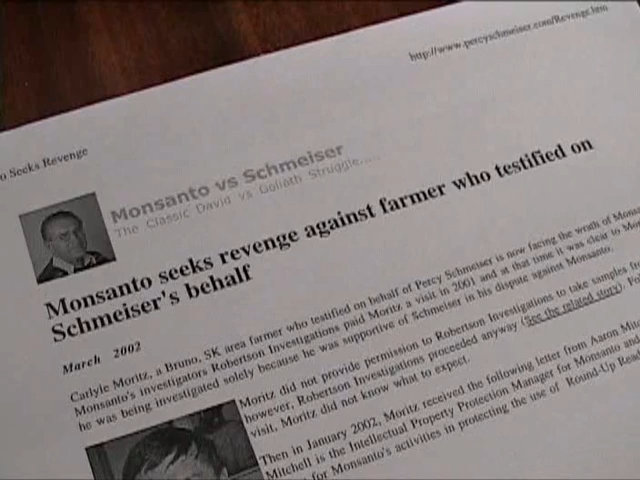 http://www.percyschmeiser.com/Revenge.htm
o Seeks Revenge
Monsanto vs Schmeiser
The Classic David vs Goliath Struggle.....
Monsanto seeks revenge against farmer who testified on
Schmeiser's behalf
March 2002
Carlyle Moritz, a Bruno, SK area farmer who testified on behalf of Percy Schmeiser is now facing the wrath of
Monsanto's investigators Robertson Investigations paid Moritz a visit in 2001 and at that time it was clear to
he was being investigated solely because he was supportive of Schmeiser in his dispute against Monsanto.
Moritz did not provide permission to Robertson Investigations to take samples
however, Robertson Investigations proceeded anyway (See the related story).
visit, Moritz did not know what to expect.
Then in January 2002, Moritz received the following letter from Aaron
Mitchell is the Intellectual Property Protection Manager for Monsanto and
for Monsanto's activities in protecting the use of Round-Up